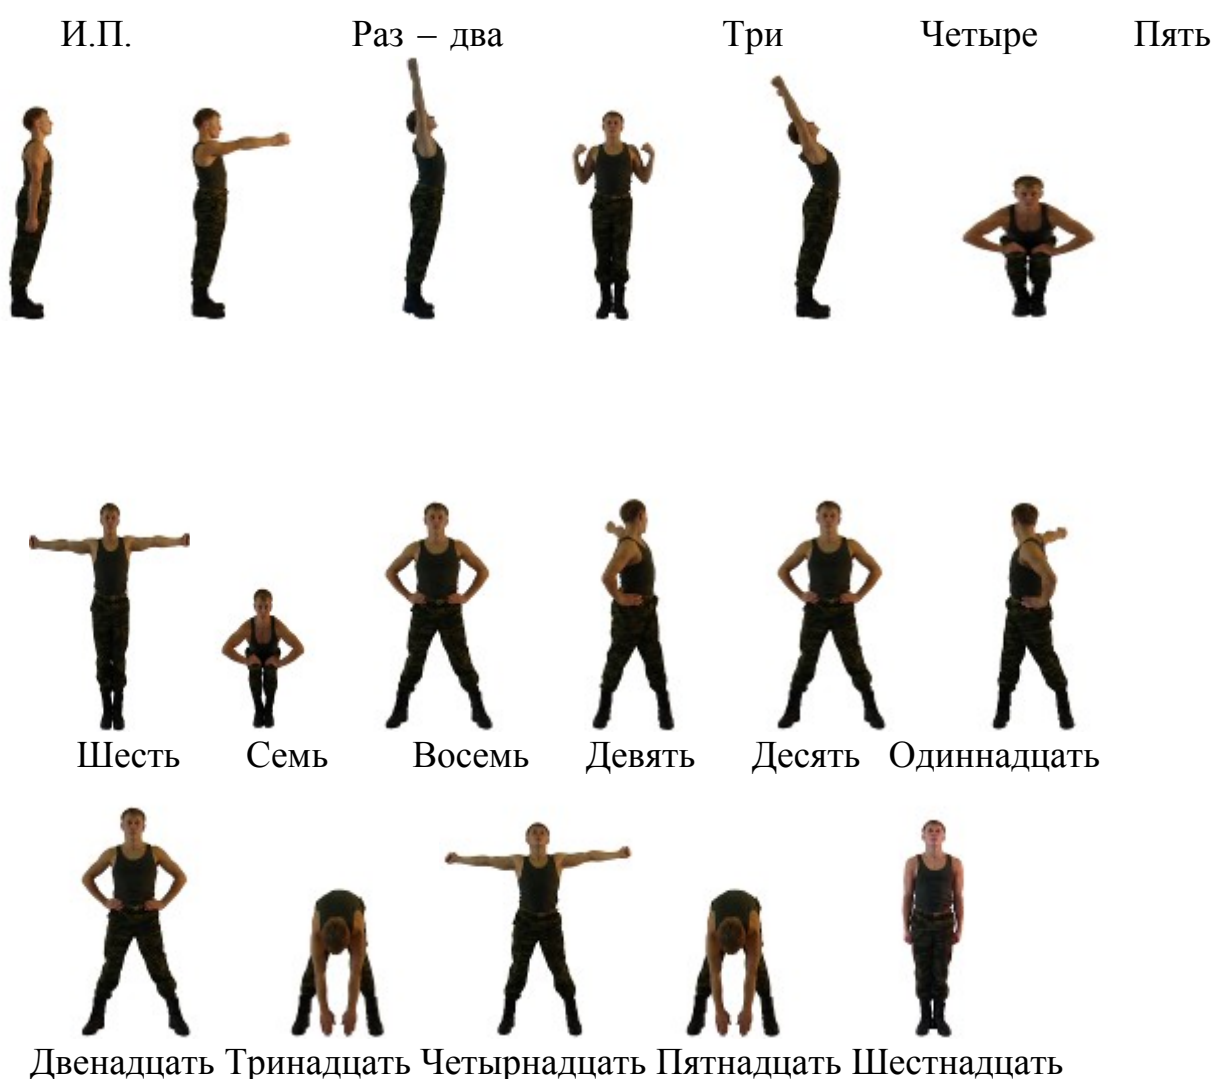 И.П. Раз – два Три Четыре Пять
Шесть Семь Восемь Девять Десять Одиннадцать
Двенадцать Тринадцать Четырнадцать Пятнадцать Шестнадцать